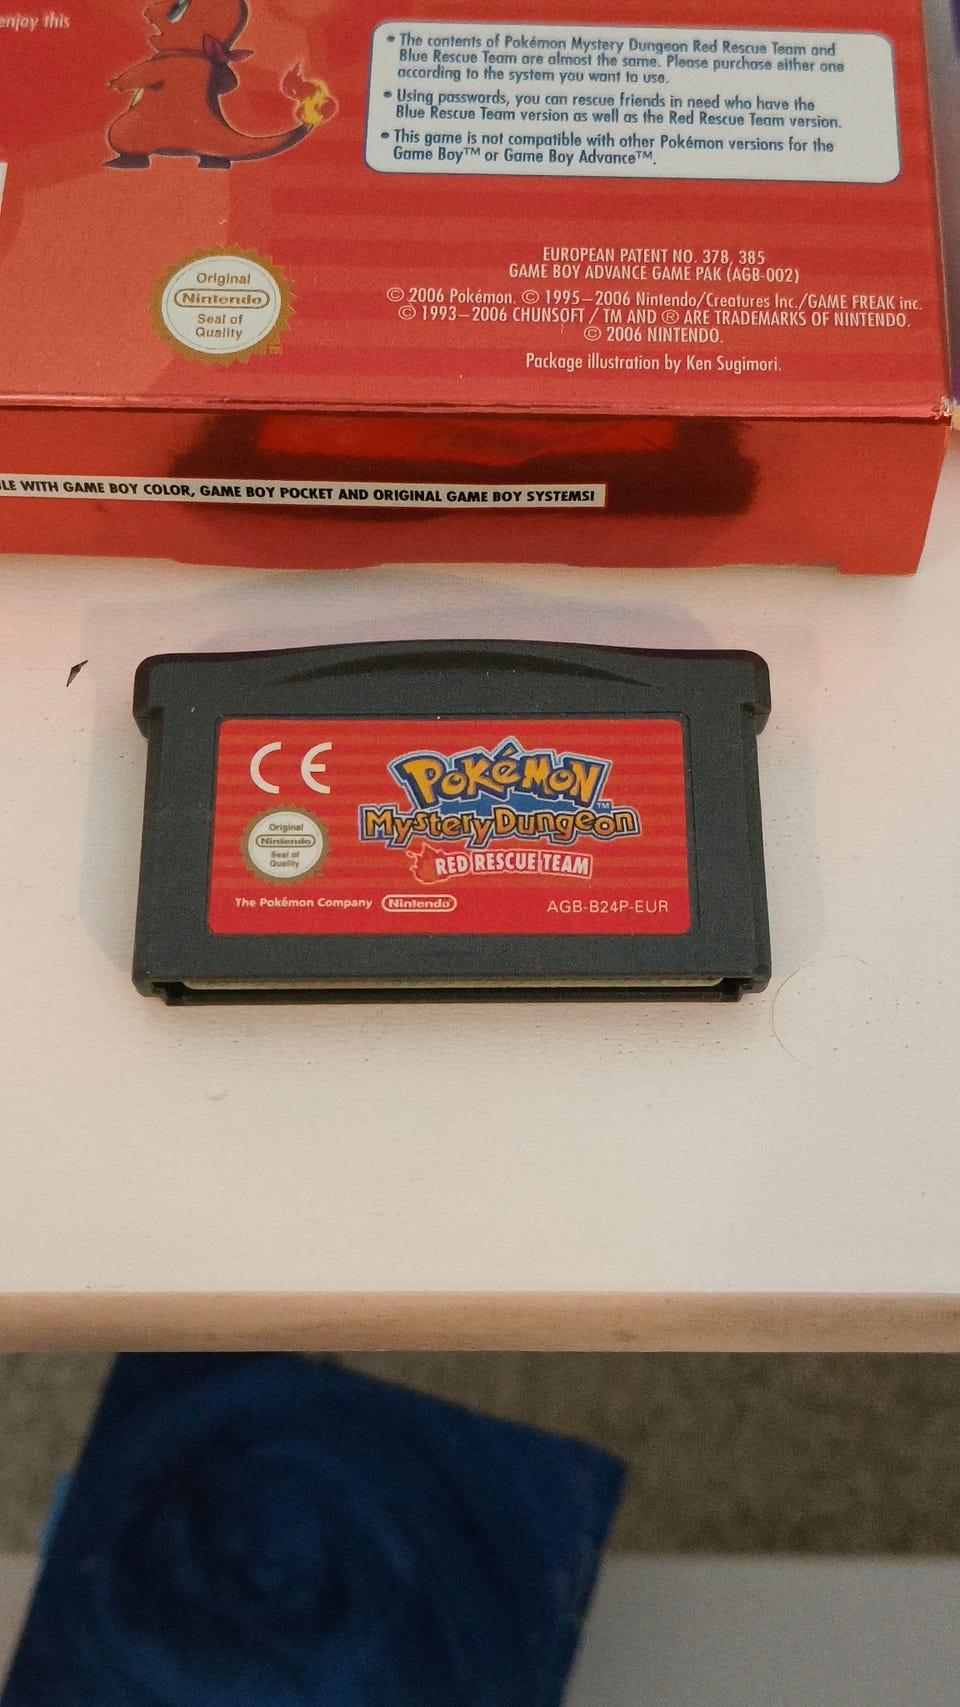 enjoy this
• The contents of Pokémon Mystery Dungeon Red Rescue Team and
Blue Rescue Team are almost the same. Please purchase either one
according to the system you want to use.
• Using passwords, you can rescue friends in need who have the
Blue Rescue Team version as well as the Red Rescue Team version.
• This game is not compatible with other Pokémon versions for the
Game Boy™ or Game Boy Advance™.
Original
Nintendo
Seal of
Quality
TM
EUROPEAN PATENT NO. 378, 385
GAME BOY ADVANCE GAME PAK (AGB-002)
© 2006 Pokémon. © 1995–2006 Nintendo/Creatures Inc./GAME FREAK inc.
© 1993–2006 CHUNSOFT / TM AND ® ARE TRADEMARKS OF NINTENDO.
© 2006 NINTENDO.
Package illustration by Ken Sugimori.
WITH GAME BOY COLOR, GAME BOY POCKET AND ORIGINAL GAME BOY SYSTEMS!
CE
POKéMON
Mystery Dungeon™
RED RESCUE TEAM
Original
Nintendo
Seal of
Quality
The Pokémon Company Nintendo
AGB-B24P-EUR